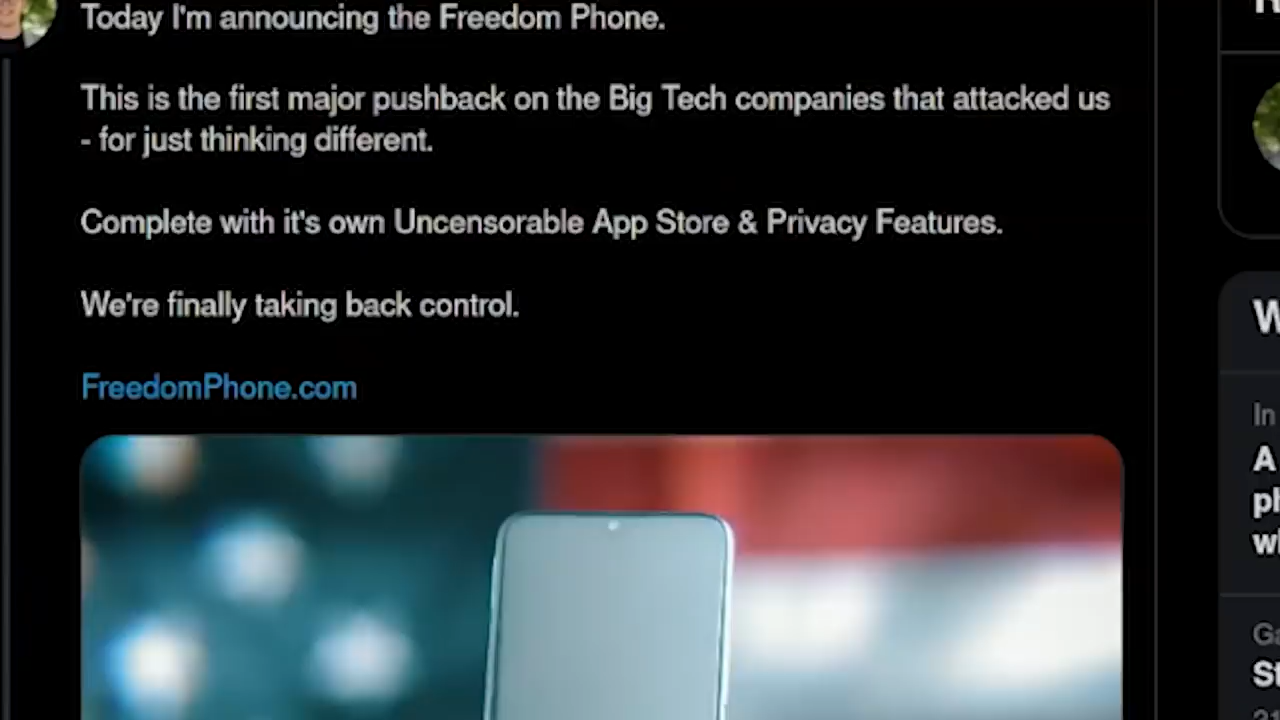 Today I'm announcing the Freedom Phone.
This is the first major pushback on the Big Tech companies that attacked us
- for just thinking different.
Complete with it's own Uncensorable App Store & Privacy Features.
We're finally taking back control.
FreedomPhone.com
In
A